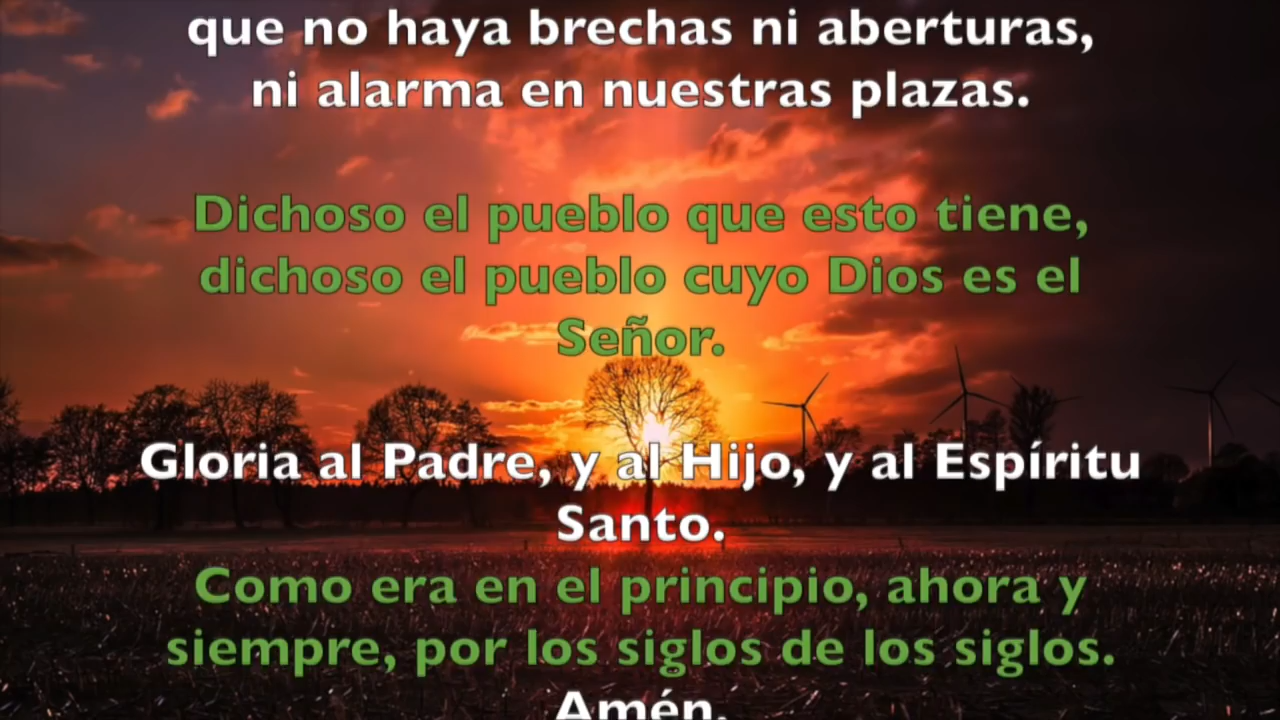 que no haya brechas ni aberturas,
ni alarma en nuestras plazas.
Dichoso el pueblo que esto tiene,
dichoso el pueblo cuyo Dios es el
Señor.
Gloria al Padre, y al Hijo, y al Espíritu
Santo.
Como era en el principio, ahora y
siempre, por los siglos de los siglos.
Amén.